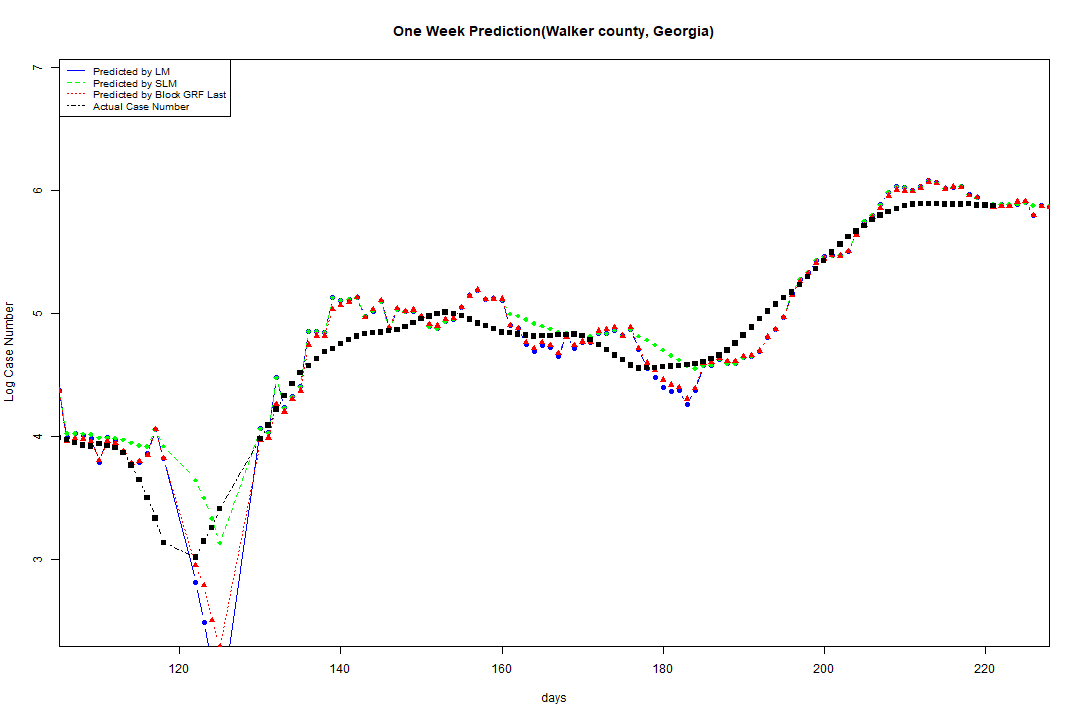 One Week Prediction(Walker county, Georgia)
Predicted by LM
Predicted by SLM
Predicted by Block GRF Last
Actual Case Number
7
6
5
4
3
Log Case Number
120 140 160 180 200 220
days